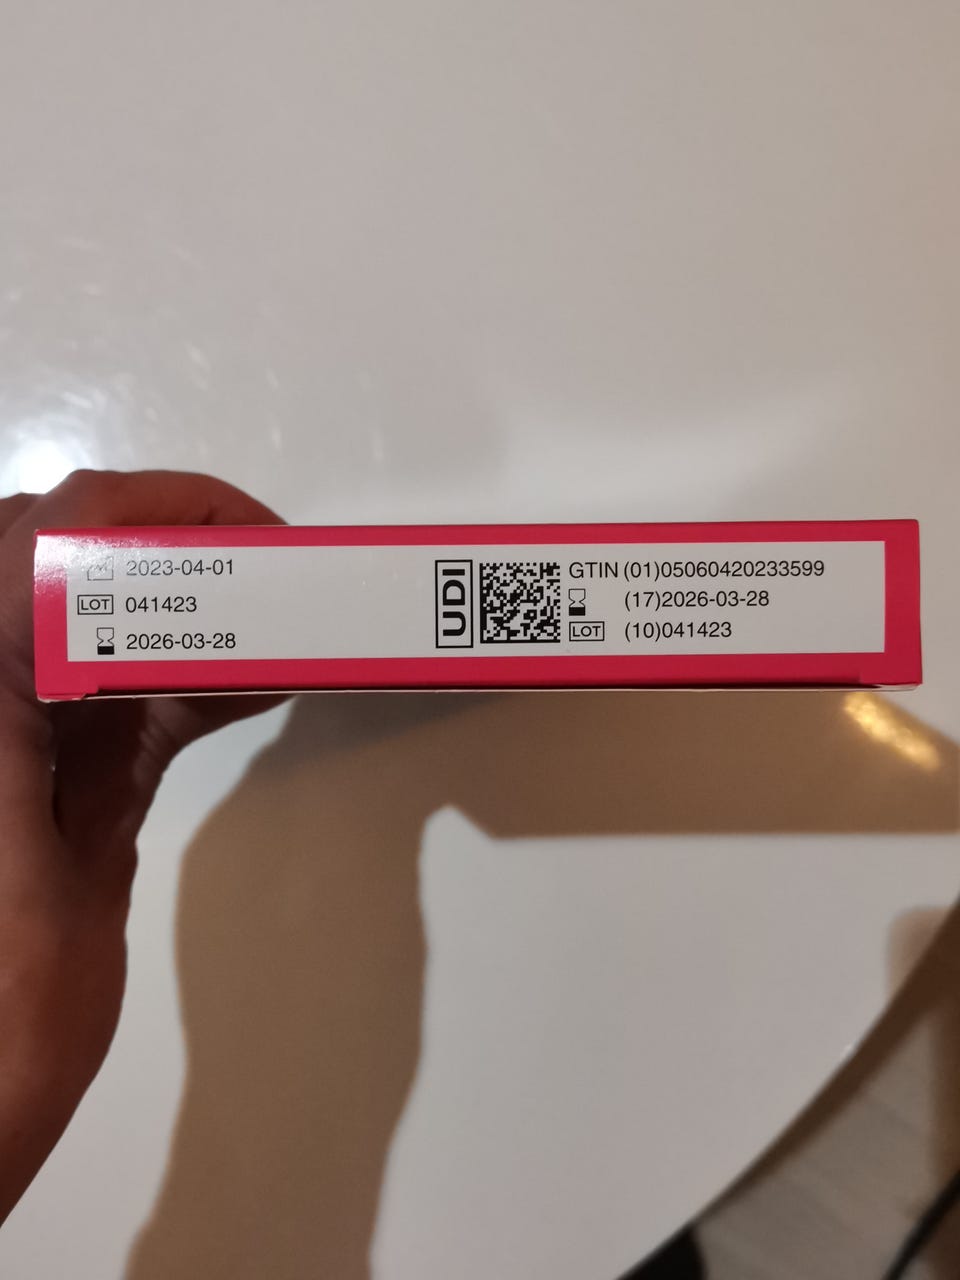 2023-04-01
LOT 041423
2026-03-28
UDI
GTIN (01)05060420233599
(17)2026-03-28
LOT (10)041423